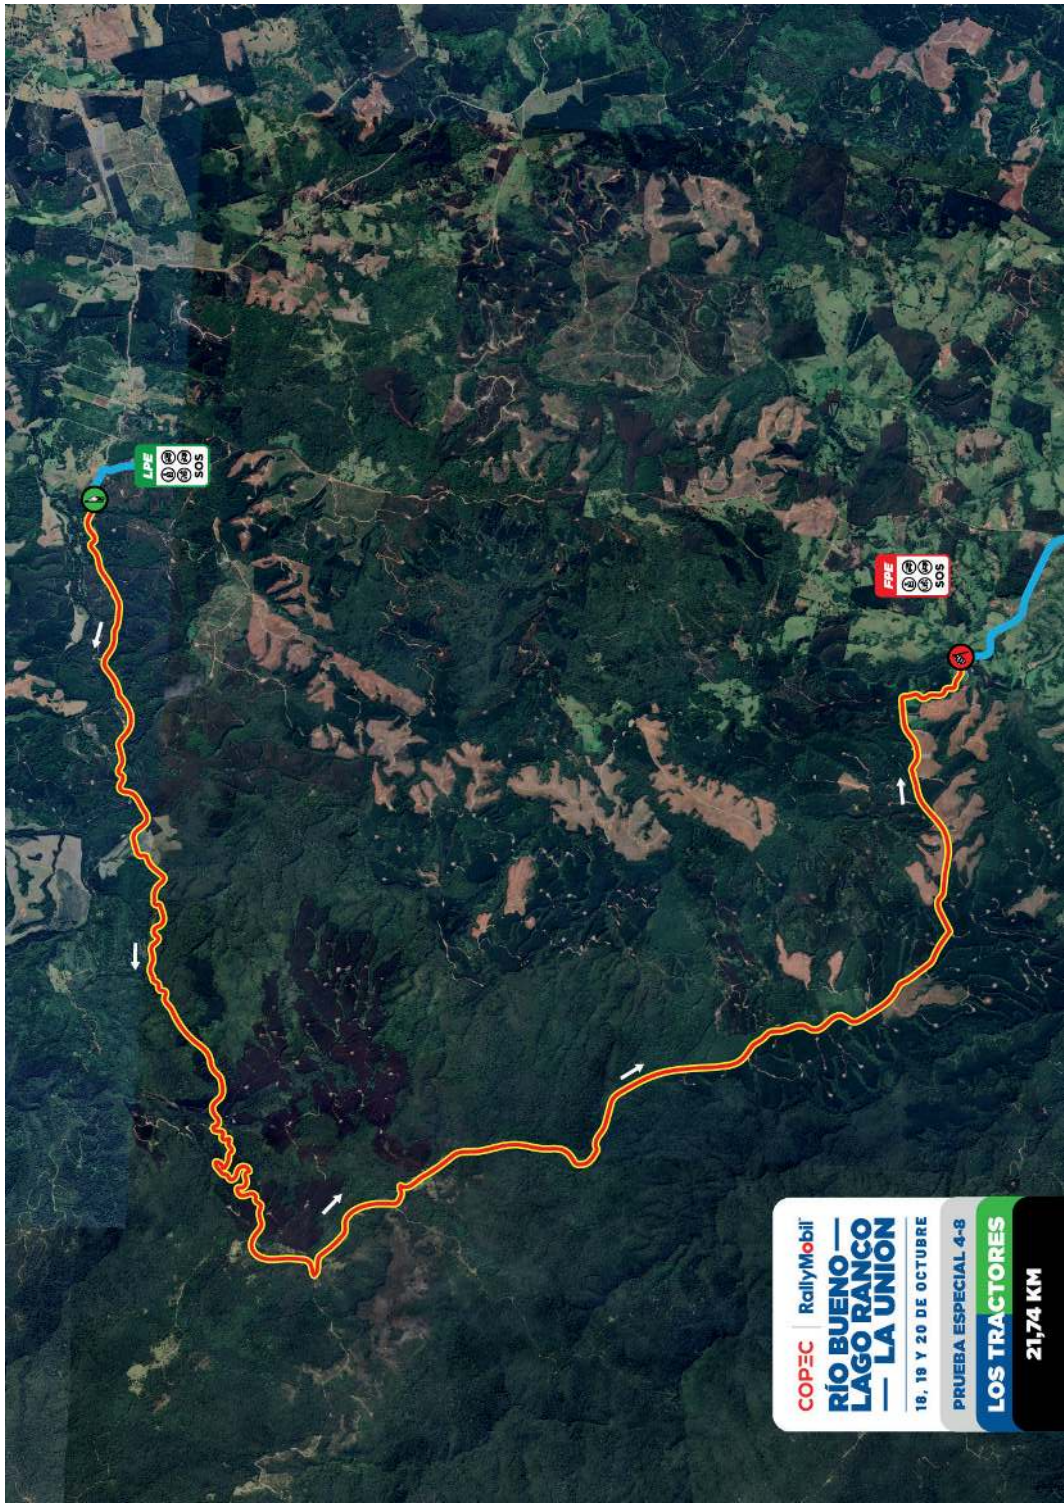 LPE
SOS
FPE
SOS
COPEC | RallyMobil
RÍO BUENO—
LAGO RANCO
— LA UNIÓN
18, 19 Y 20 DE OCTUBRE
PRUEBA ESPECIAL 4-8
LOS TRACTORES
21,74 KM